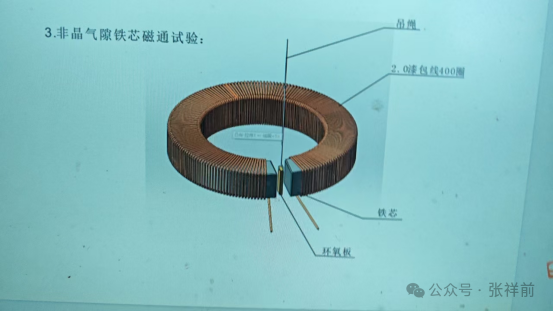 3.非晶气隙铁芯磁通试验:
吊绳
2.0漆包线400圈
铁芯
环氧板
公众号·张祥前